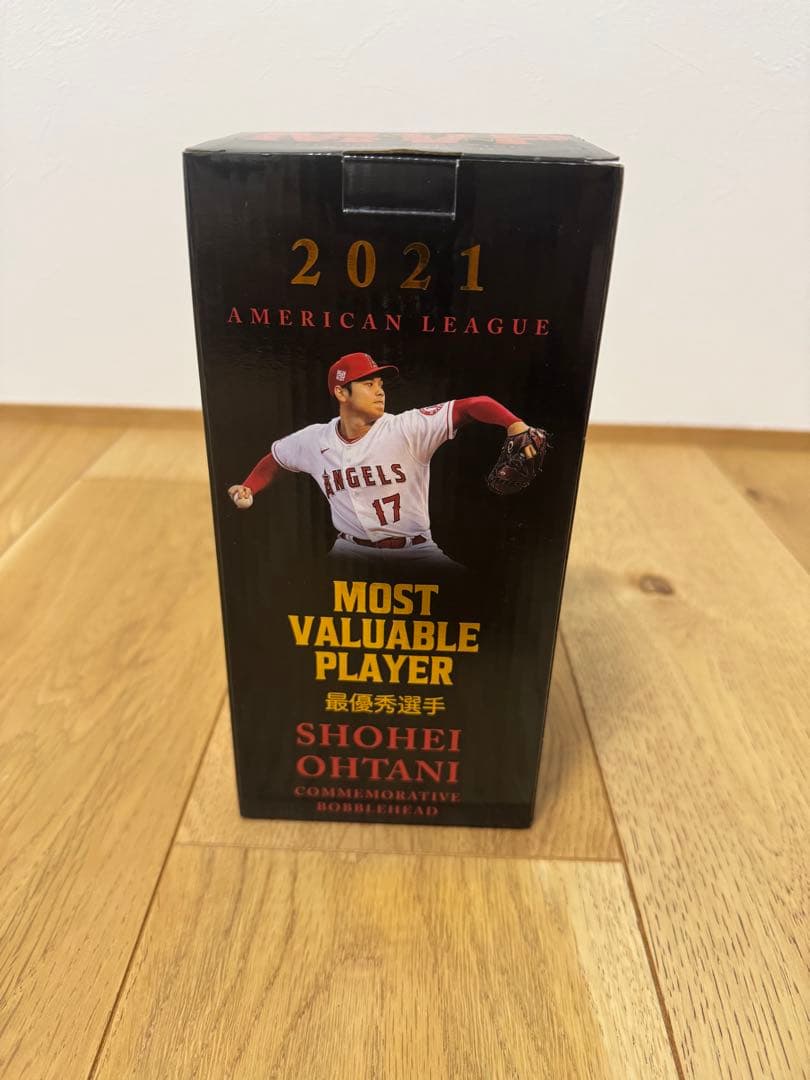 2021
AMERICAN LEAGUE
ANGELS
17
MOST
VALUABLE
PLAYER
最優秀選手
SHOHEI
OHTANI
COMMEMORATIVE
BOBBLEHEAD